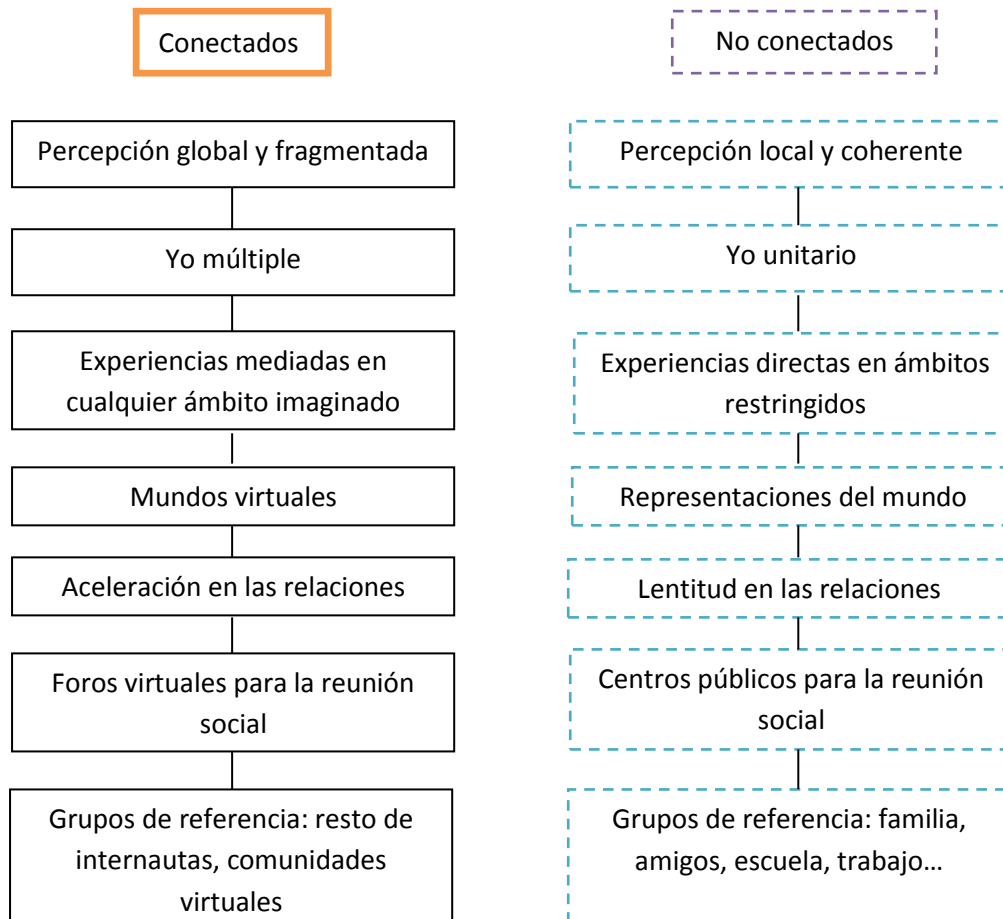 Conectados
Percepción global y fragmentada
Yo múltiple
Experiencias mediadas en
cualquier ámbito imaginado
Mundos virtuales
Aceleración en las relaciones
Foros virtuales para la reunión
social
Grupos de referencia: resto de
internautas, comunidades
virtuales
No conectados
Percepción local y coherente
Yo unitario
Experiencias directas en ámbitos
restringidos
Representaciones del mundo
Lentitud en las relaciones
Centros públicos para la reunión
social
Grupos de referencia: familia,
amigos, escuela, trabajo…